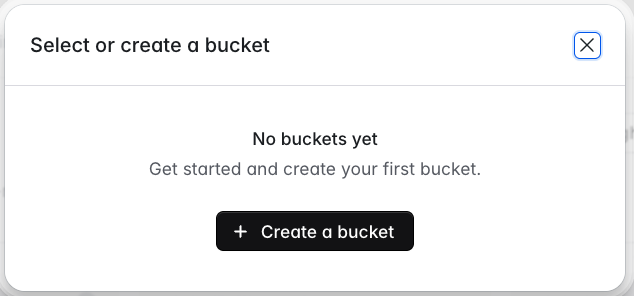 Select or create a bucket
No buckets yet
Get started and create your first bucket.
+ Create a bucket